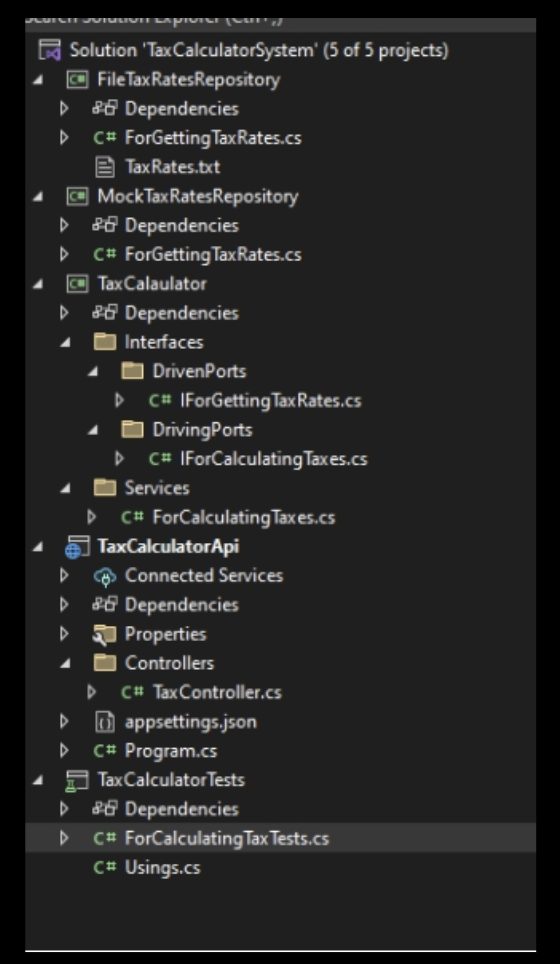 Search Solution Explorer (Ctrl+;)
Solution 'TaxCalculatorSystem' (5 of 5 projects)
C# FileTaxRatesRepository
Dependencies
C# ForGettingTaxRates.cs
TaxRates.txt
C# MockTaxRatesRepository
Dependencies
C# ForGettingTaxRates.cs
C# TaxCalaulator
Dependencies
Interfaces
DrivenPorts
C# IForGettingTaxRates.cs
DrivingPorts
C# IForCalculatingTaxes.cs
Services
C# ForCalculatingTaxes.cs
TaxCalculatorApi
Connected Services
Dependencies
Properties
Controllers
C# TaxController.cs
appsettings.json
C# Program.cs
TaxCalculatorTests
Dependencies
C# ForCalculatingTaxTests.cs
C# Usings.cs